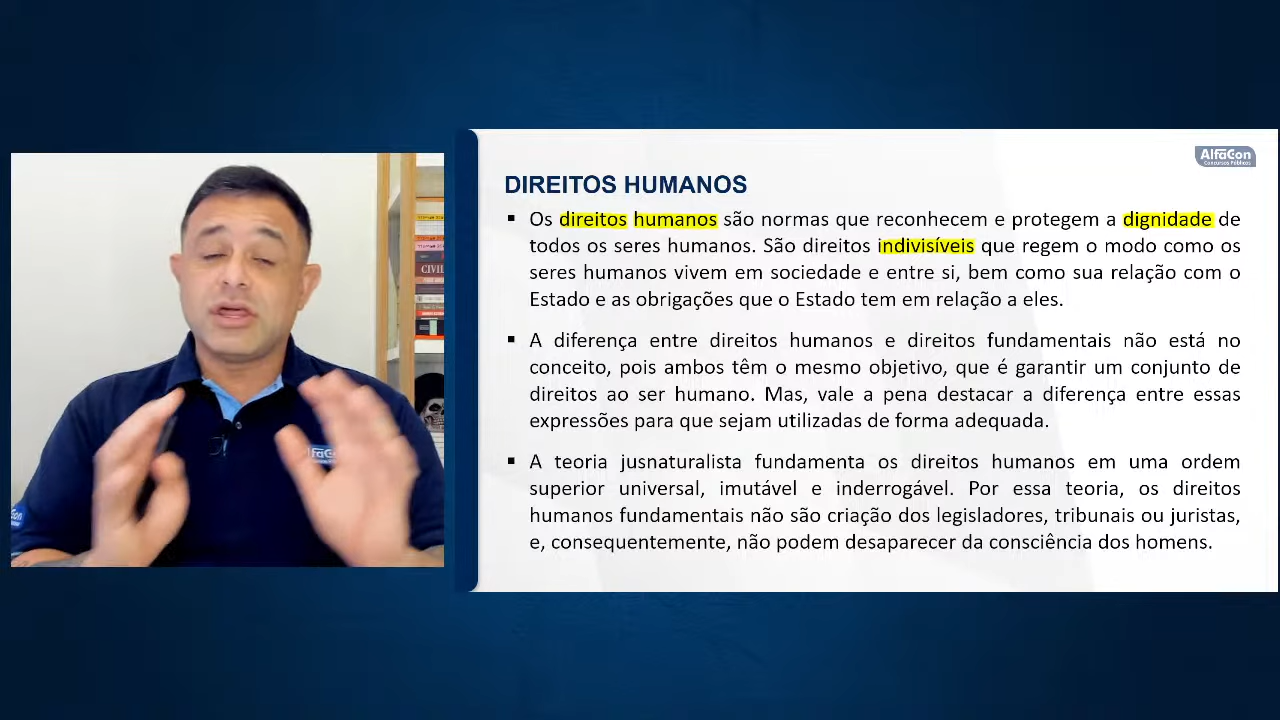 AlfaCon
Concursos Públicos
DIREITOS HUMANOS
▪ Os direitos humanos são normas que reconhecem e protegem a dignidade de
todos os seres humanos. São direitos indivisíveis que regem o modo como os
seres humanos vivem em sociedade e entre si, bem como sua relação com o
Estado e as obrigações que o Estado tem em relação a eles.
▪ A diferença entre direitos humanos e direitos fundamentais não está no
conceito, pois ambos têm o mesmo objetivo, que é garantir um conjunto de
direitos ao ser humano. Mas, vale a pena destacar a diferença entre essas
expressões para que sejam utilizadas de forma adequada.
▪ A teoria jusnaturalista fundamenta os direitos humanos em uma ordem
superior universal, imutável e inderrogável. Por essa teoria, os direitos
humanos fundamentais não são criação dos legisladores, tribunais ou juristas,
e, consequentemente, não podem desaparecer da consciência dos homens.
CIVIL